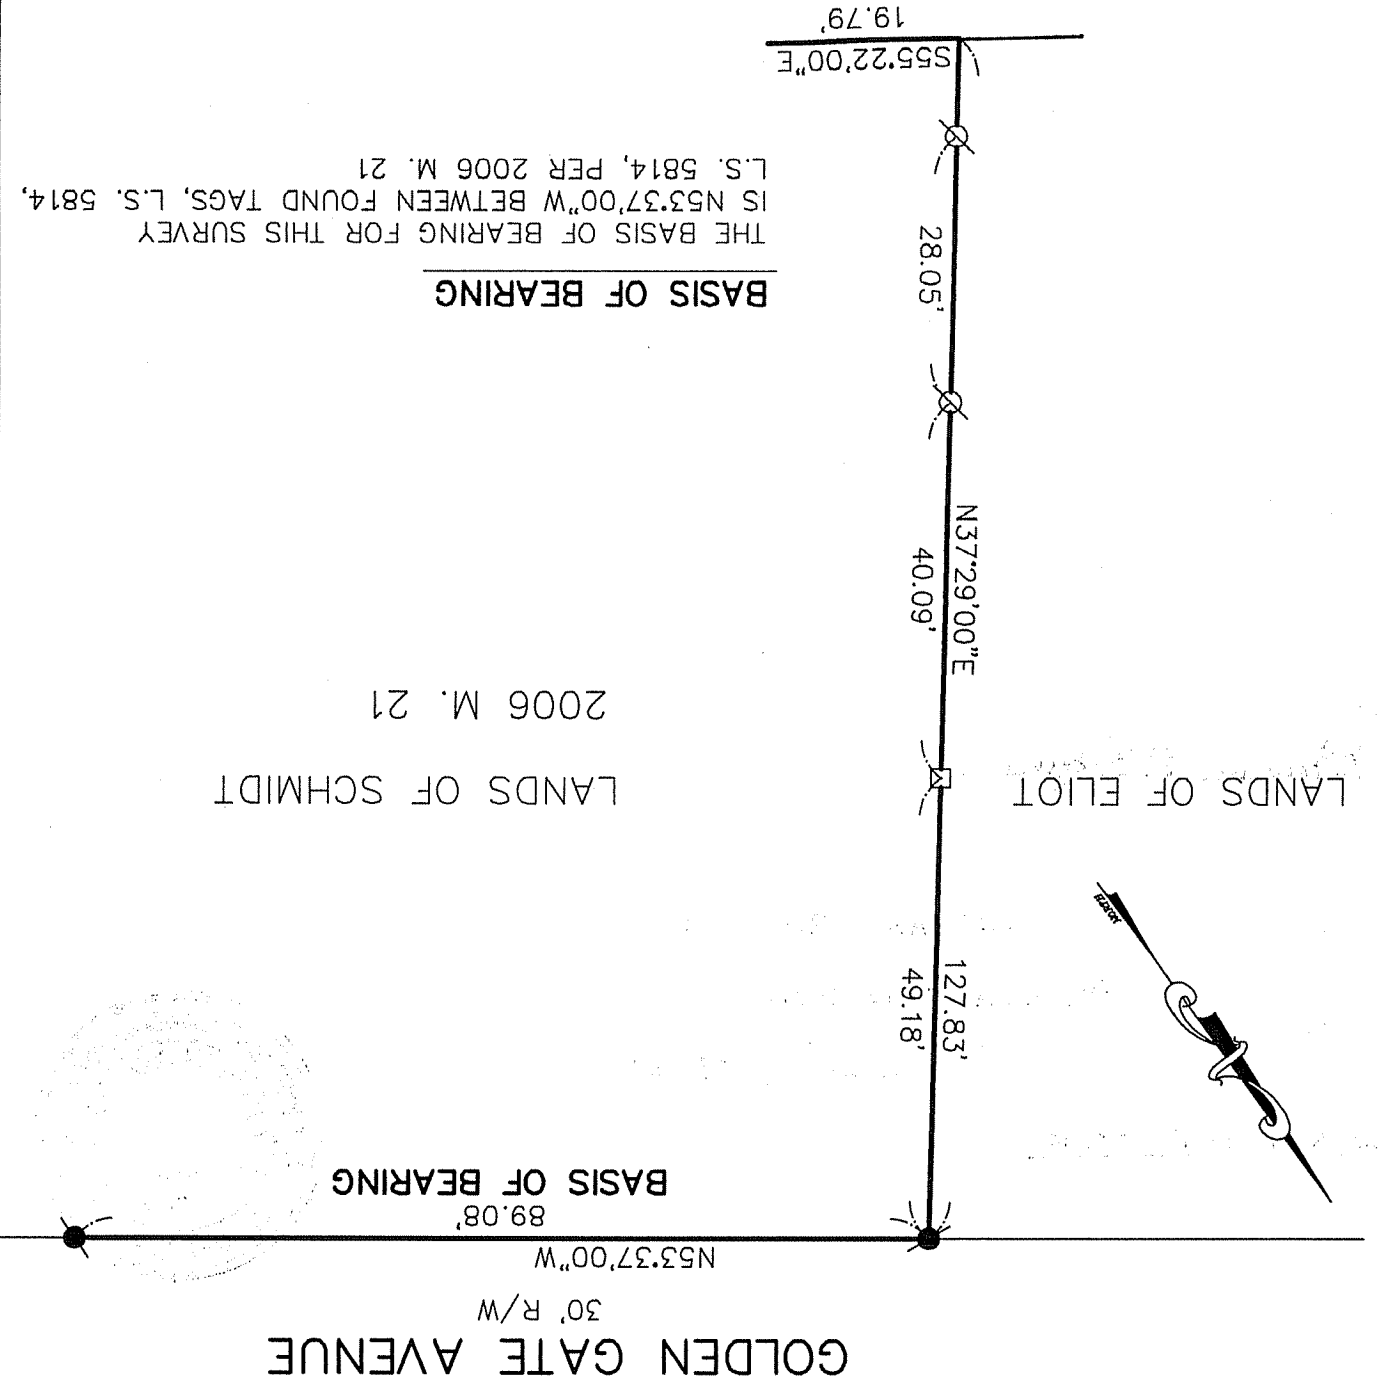 GOLDEN GATE AVENUE
30' R/W
N53°37'00"W
89.08'
BASIS OF BEARING
127.83'
49.18'
NORTH
LANDS OF ELIOT
LANDS OF SCHMIDT
2006 M. 21
N37°29'00"E
40.09'
28.05'
BASIS OF BEARING
THE BASIS OF BEARING FOR THIS SURVEY
IS N53°37'00"W BETWEEN FOUND TAGS, L.S. 5814,
L.S. 5814, PER 2006 M. 21
S55°22'00"E
19.79'